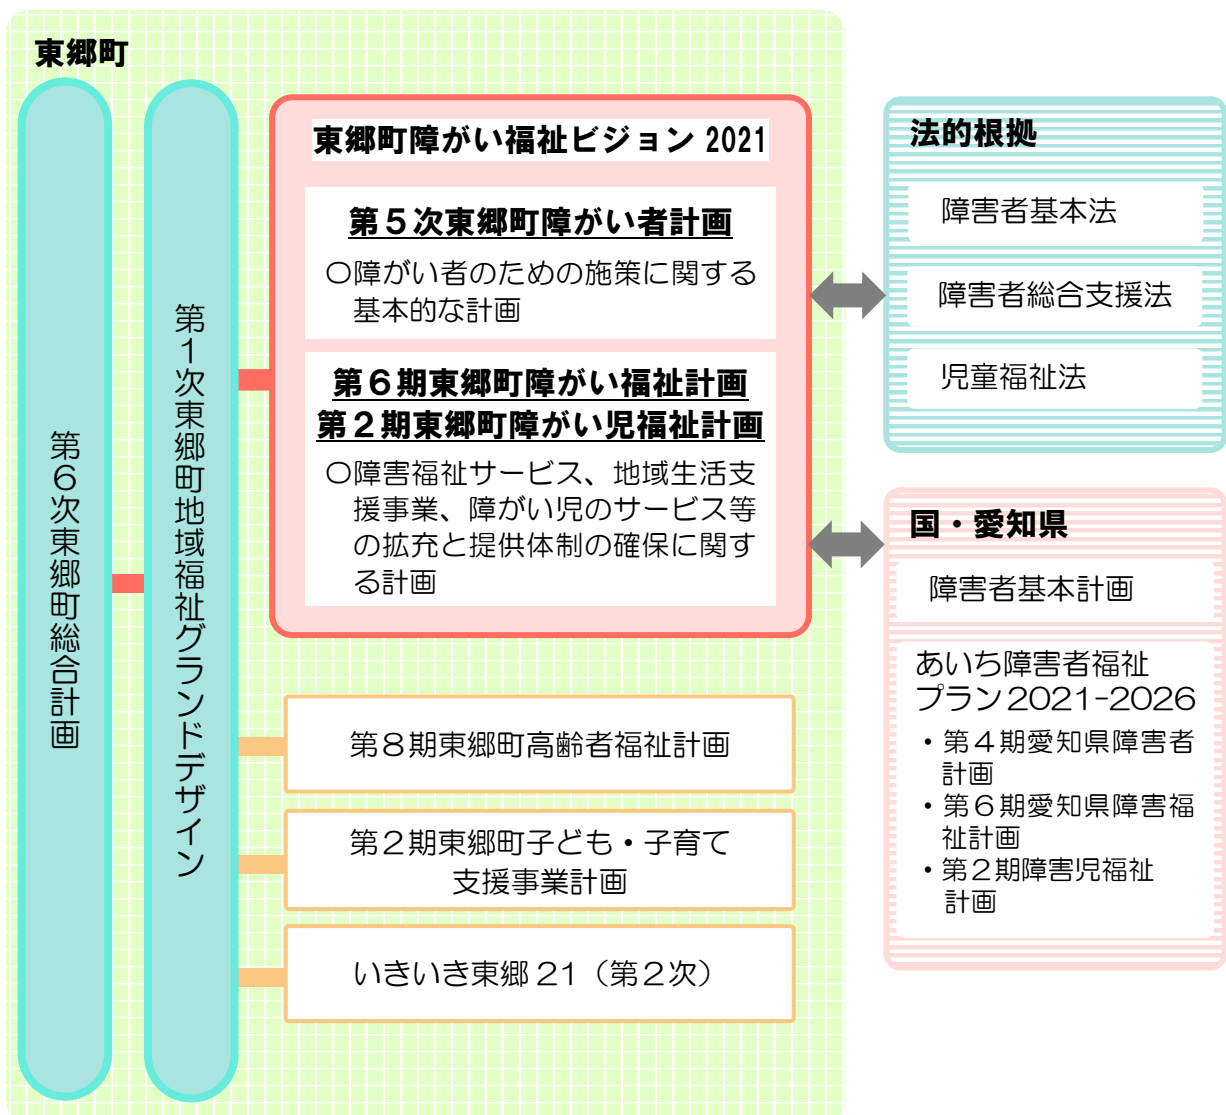 東郷町
第６次東郷町総合計画
第１次東郷町地域福祉グランドデザイン
東郷町障がい福祉ビジョン 2021
第５次東郷町障がい者計画
〇障がい者のための施策に関する
基本的な計画
第６期東郷町障がい福祉計画
第２期東郷町障がい児福祉計画
〇障害福祉サービス、地域生活支
援事業、障がい児のサービス等
の拡充と提供体制の確保に関す
る計画
第８期東郷町高齢者福祉計画
第２期東郷町子ども・子育て
支援事業計画
いきいき東郷 21（第２次）
法的根拠
障害者基本法
障害者総合支援法
児童福祉法
国・愛知県
障害者基本計画
あいち障害者福祉
プラン2021-2026
・第４期愛知県障害者
計画
・第６期愛知県障害福
祉計画
・第２期障害児福祉
計画